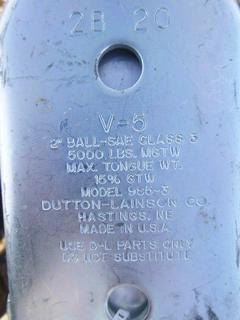 2B 20
V-5
2" BALL-SAE CLASS 3
5000 LBS. MGTW
MAX. TONGUE WT.
15% GTW
MODEL 956-3
DUTTON-LAINSON CO
HASTINGS, NE
MADE IN U.S.A.
USE D-L PARTS ONLY
DO NOT SUBSTITUTE